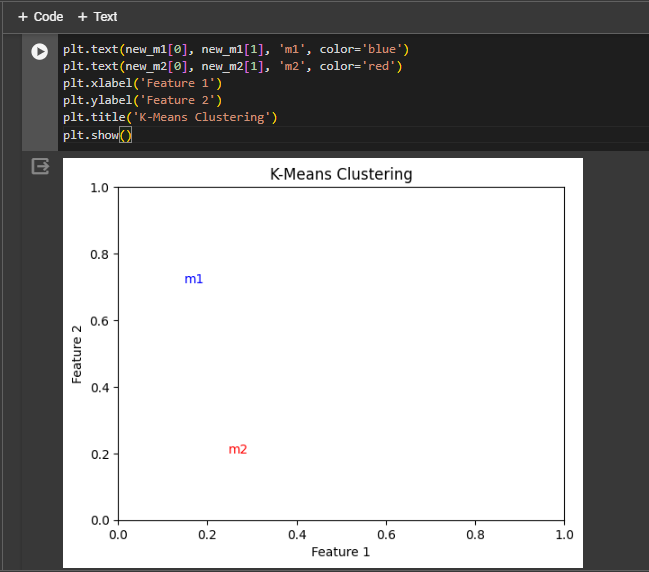 + Code + Text
plt.text(new_m1[0], new_m1[1], 'm1', color='blue')
plt.text(new_m2[0], new_m2[1], 'm2', color='red')
plt.xlabel('Feature 1')
plt.ylabel('Feature 2')
plt.title('K-Means Clustering')
plt.show()
K-Means Clustering
1.0
0.8
m1
0.6
Feature 2
0.4
m2
0.2
0.0
0.0 0.2 0.4 0.6 0.8 1.0
Feature 1